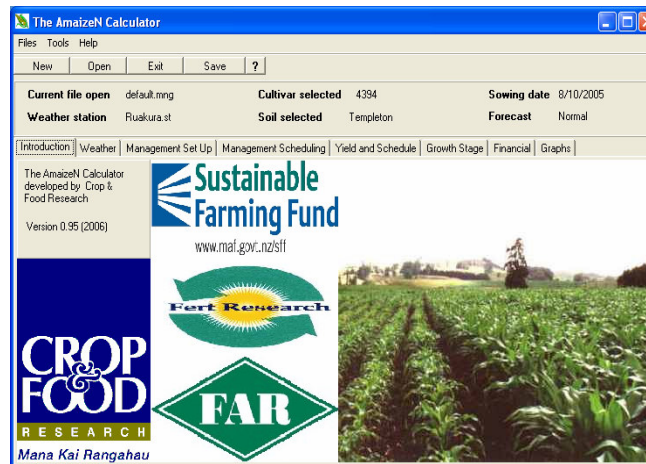 The AmaizeN Calculator
Files Tools Help
New Open Exit Save ?
Current file open default.mng Cultivar selected 4394 Sowing date 8/10/2005
Weather station Ruakura.st Soil selected Templeton Forecast Normal
Introduction Weather Management Set Up Management Scheduling Yield and Schedule Growth Stage Financial Graphs
The AmaizeN Calculator
developed by Crop &
Food Research
Version 0.95 (2006)
Sustainable
Farming Fund
www.maf.govt.nz/sff
Fert Research
FAR
CROP
&
FOOD
RESEARCH
Mana Kai Rangahau